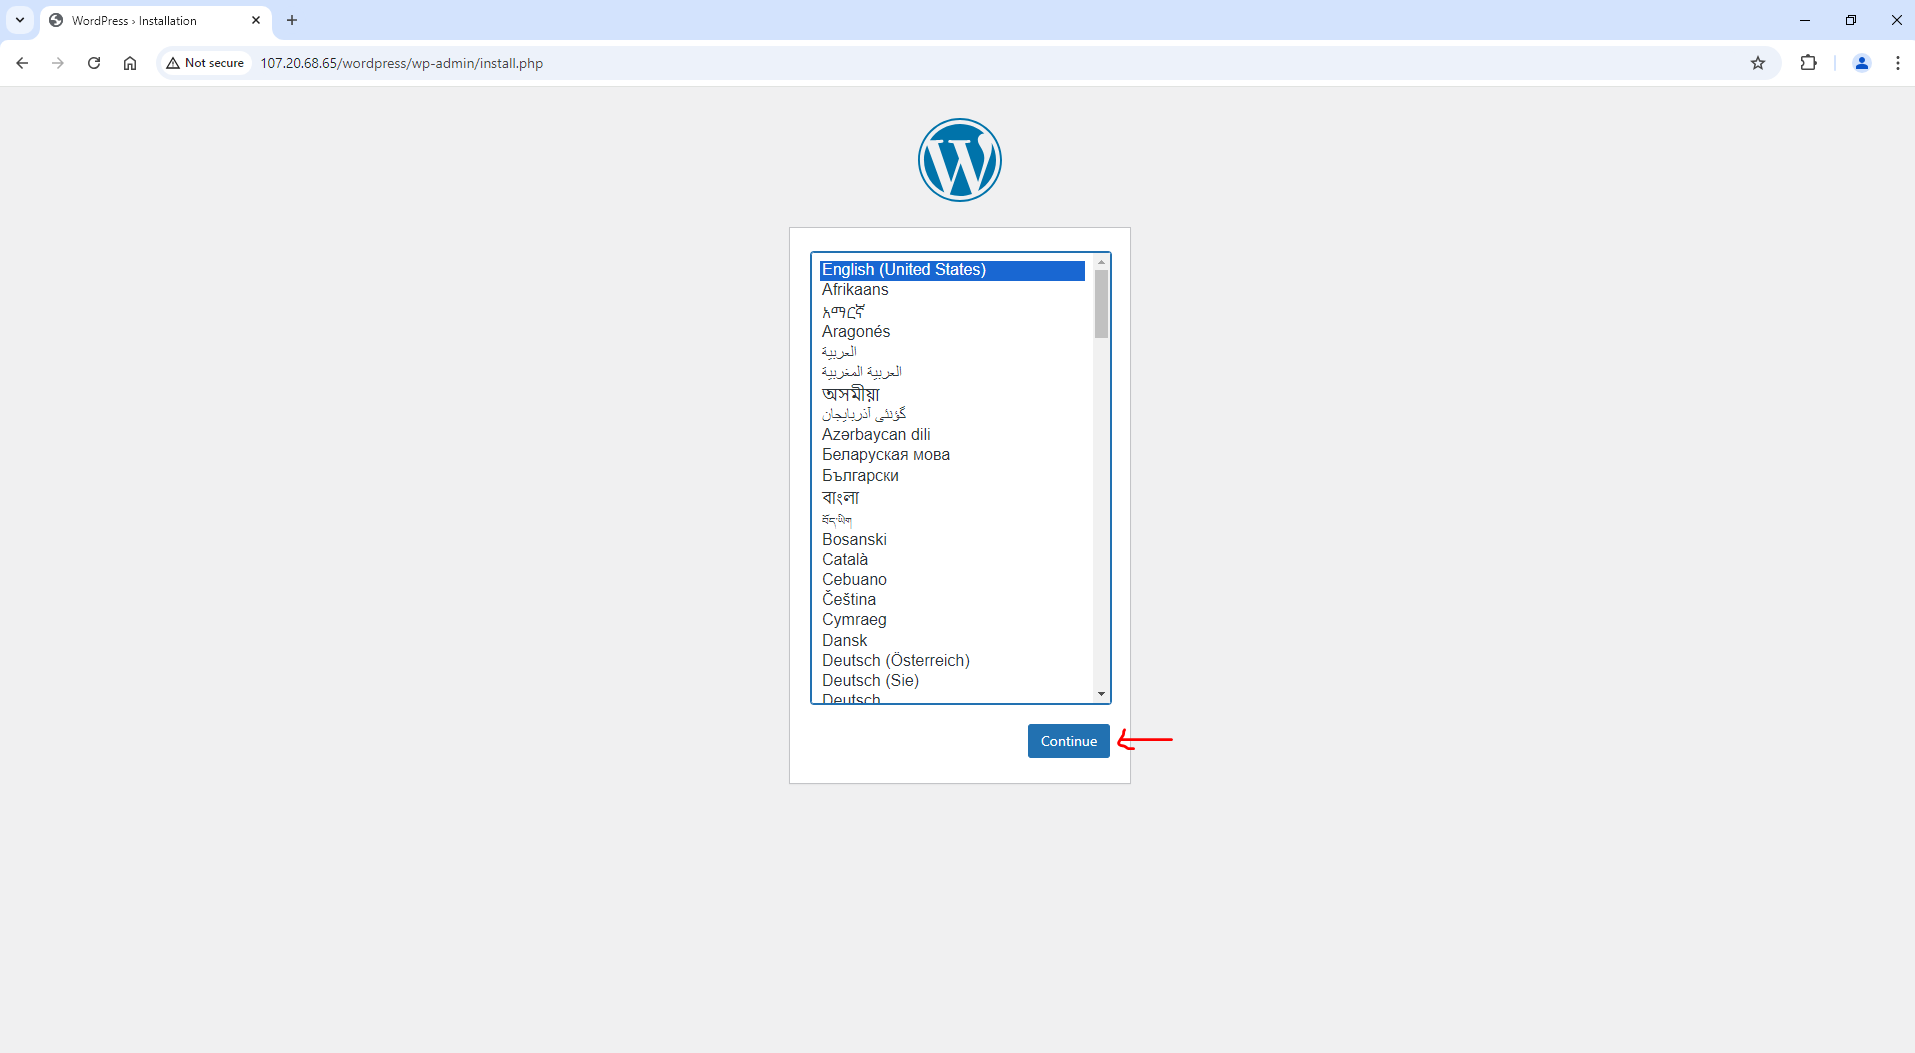 WordPress › Installation
Not secure
107.20.68.65/wordpress/wp-admin/install.php
English (United States)
Afrikaans
አማርኛ
Aragonés
العربية
العربية المغربية
অসমীয়া
گؤنئی آذربایجان
Azərbaycan dili
Беларуская мова
Български
বাংলা
བོད་ཡིག
Bosanski
Català
Cebuano
Čeština
Cymraeg
Dansk
Deutsch (Österreich)
Deutsch (Sie)
Deutsch
Continue